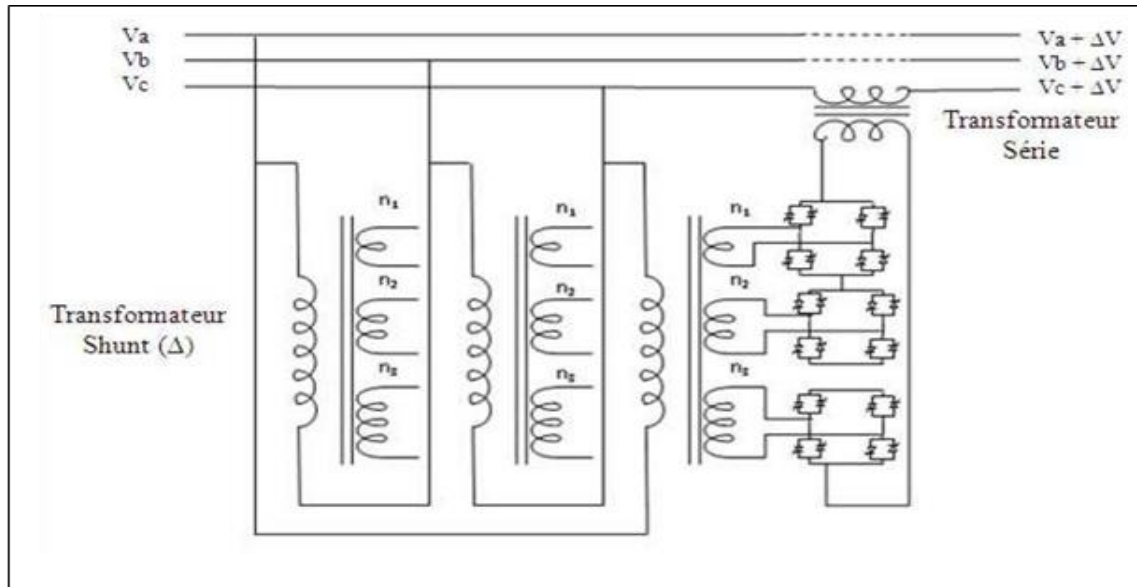 Va
Vb
Vc
Va + ΔV
Vb + ΔV
Vc + ΔV
Transformateur
Série
n₁
n₁
n₁
n₂
n₂
n₂
Transformateur
Shunt (Δ)
n₃
n₃
n₃